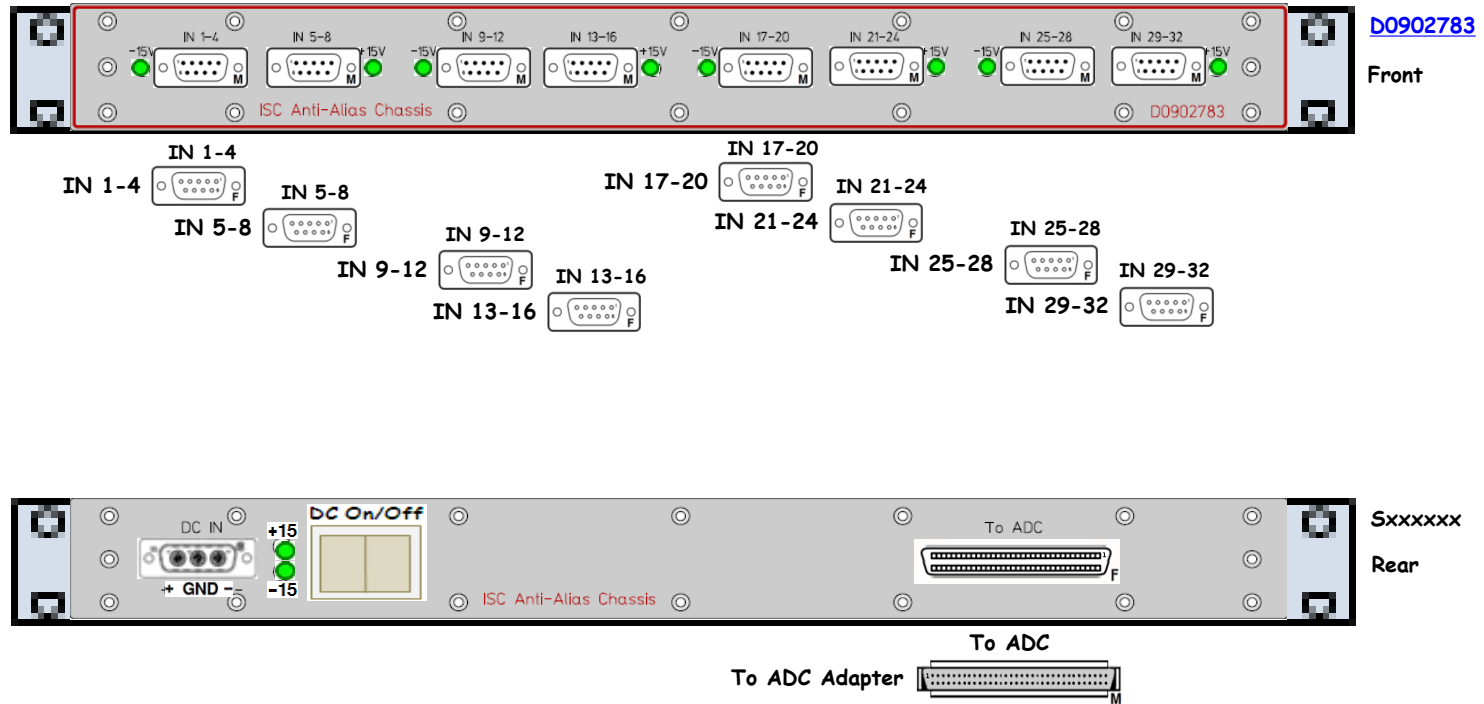 D0902783
Front
IN 1-4 IN 5-8 IN 9-12 IN 13-16 IN 17-20 IN 21-24 IN 25-28 IN 29-32
-15V +15V -15V +15V -15V +15V -15V +15V
M M M M M M M M
ISC Anti-Alias Chassis D0902783
IN 1-4
IN 1-4 F
IN 5-8
IN 5-8 F
IN 9-12
IN 9-12 F
IN 13-16
IN 13-16 F
IN 17-20
IN 17-20 F
IN 21-24
IN 21-24 F
IN 25-28
IN 25-28 F
IN 29-32
IN 29-32 F
Sxxxxxx
Rear
DC IN
+ GND -
+15
-15
DC On/Off
ISC Anti-Alias Chassis
To ADC
1
F
To ADC
To ADC Adapter
1
M